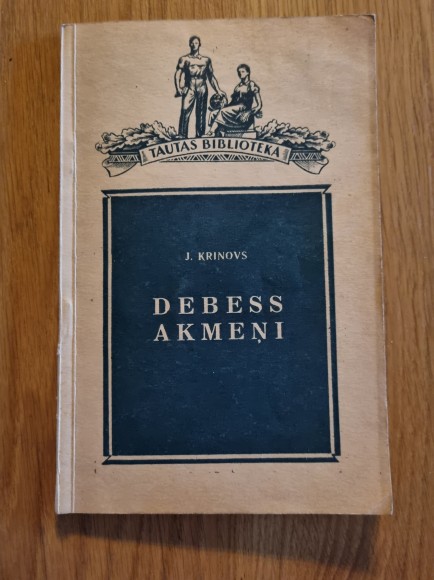 TAUTAS BIBLIOTEKA
J. KRINOVS
DEBESS
AKMEŅI